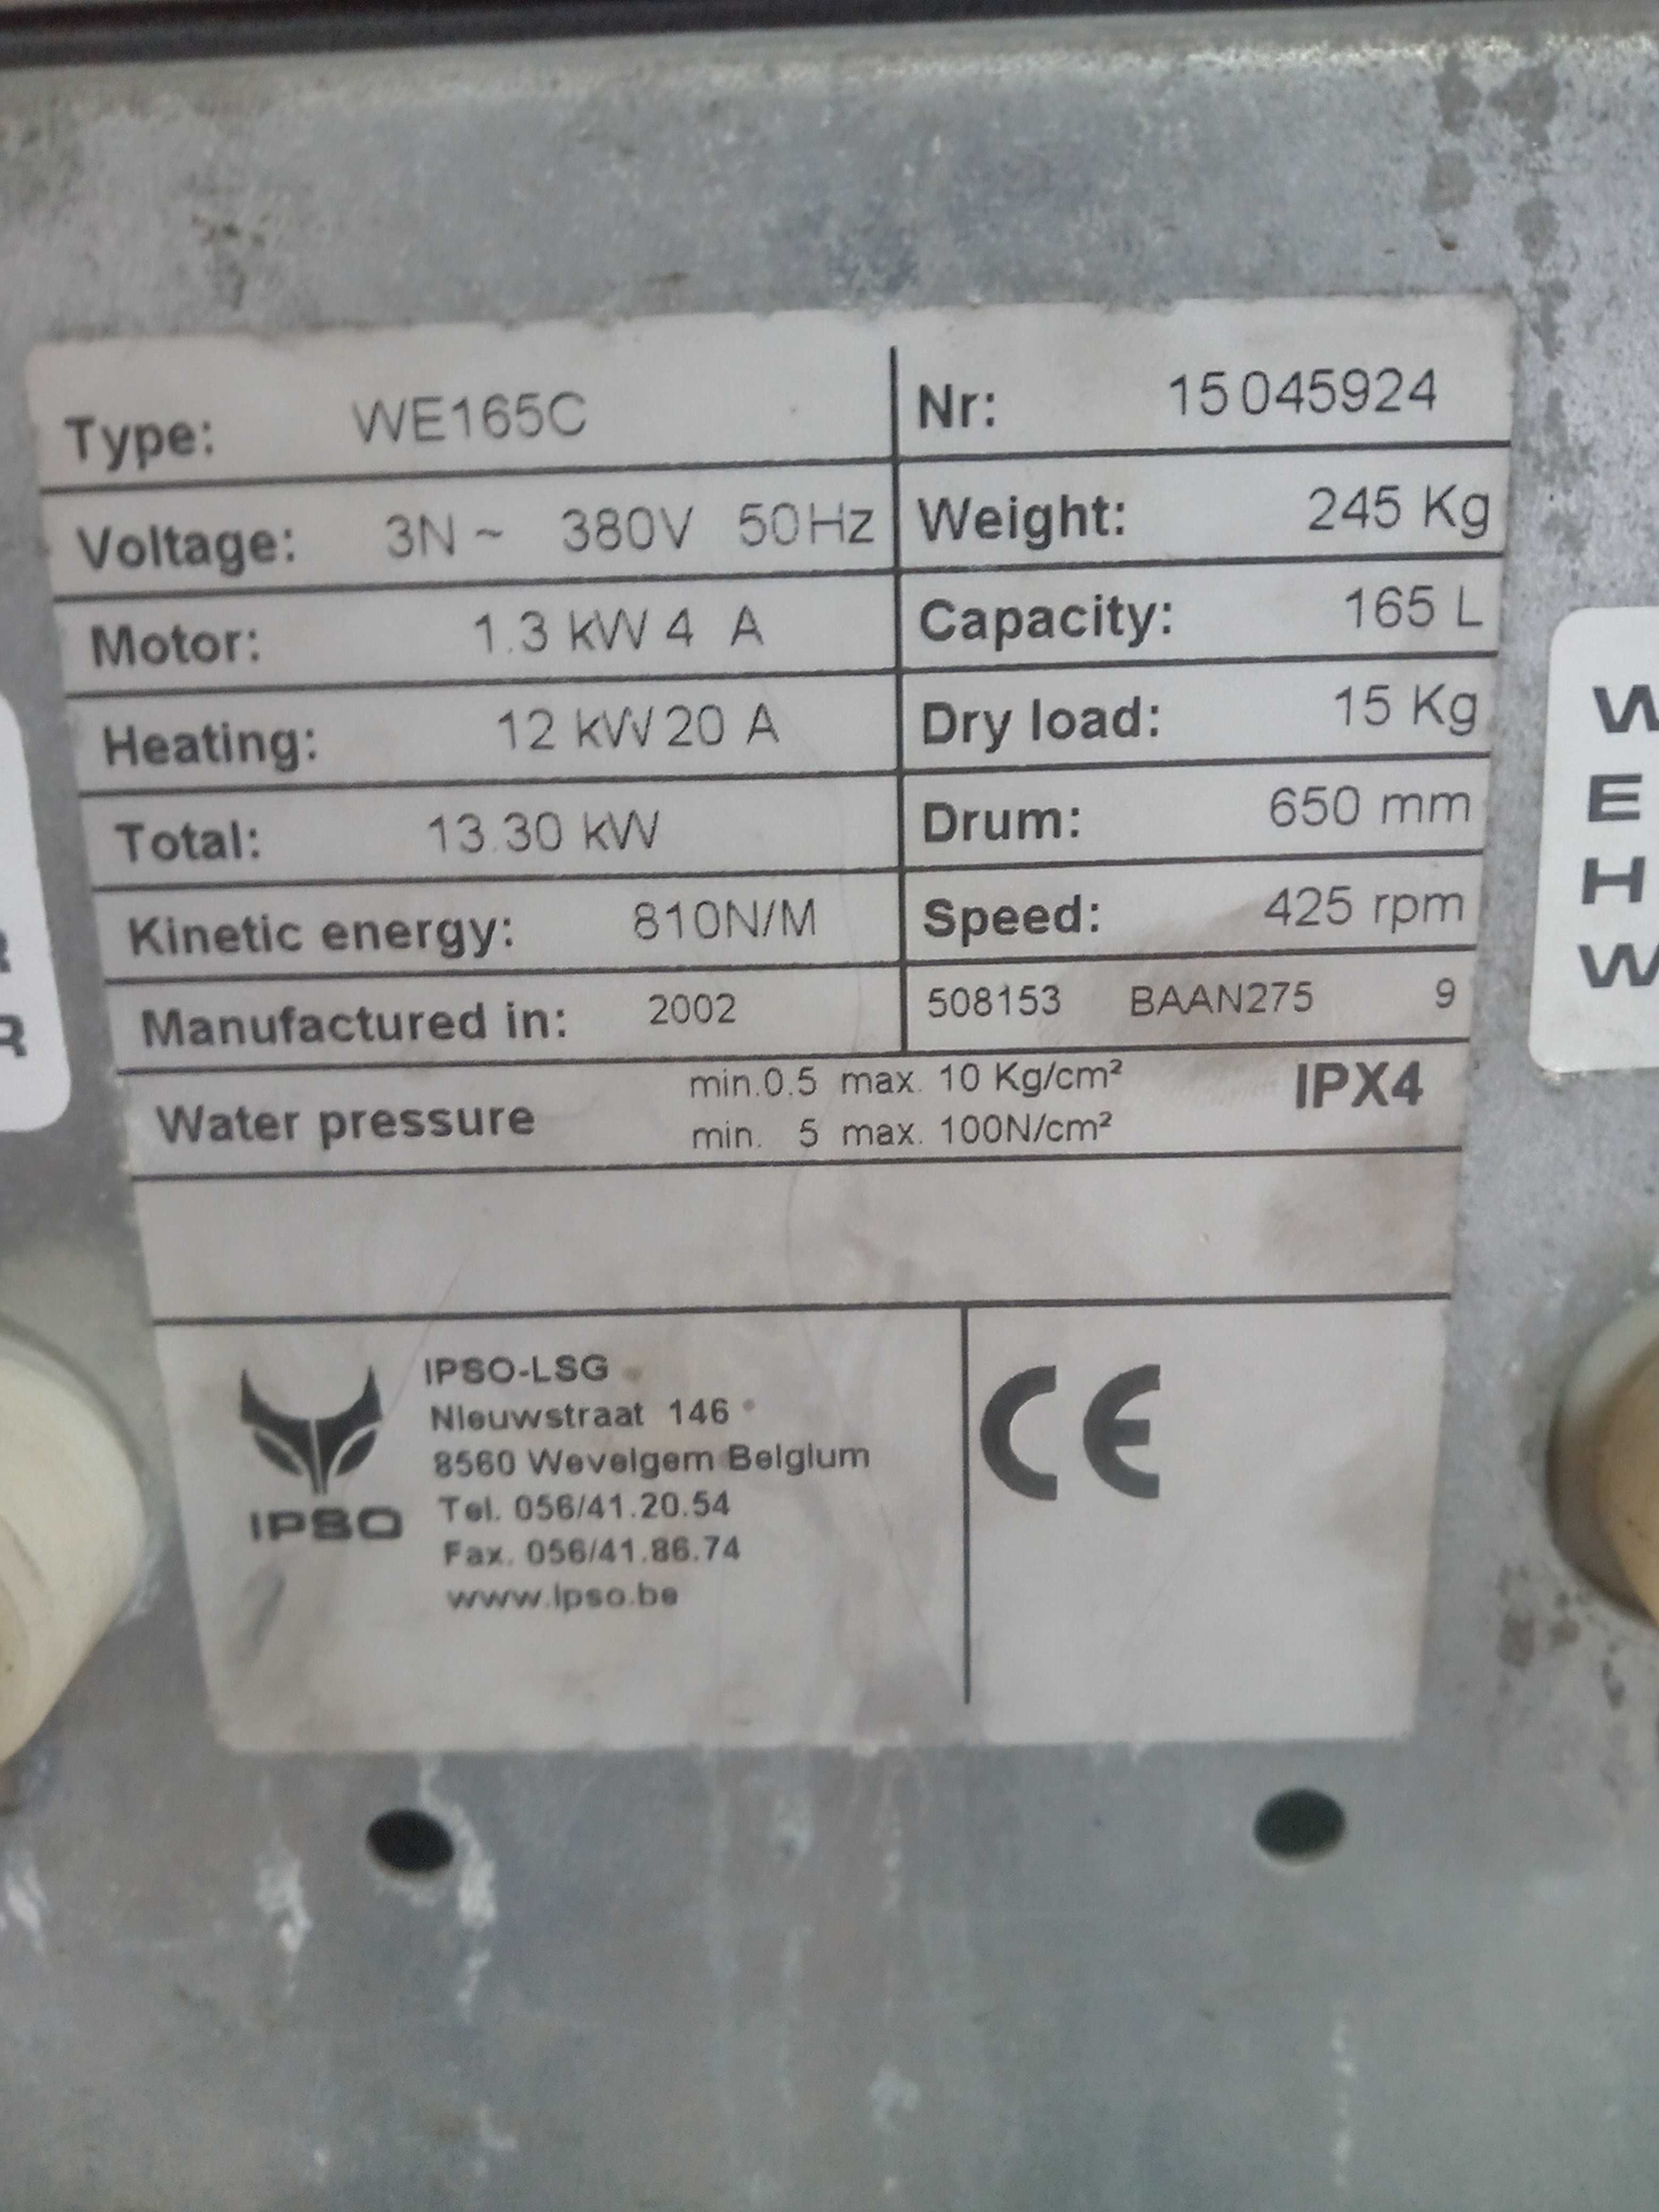 Type: WE165C Nr: 15045924
Voltage: 3N ~ 380V 50Hz Weight: 245 Kg
Motor: 1.3 kW 4 A Capacity: 165 L
Heating: 12 kW 20 A Dry load: 15 Kg
Total: 13.30 kW Drum: 650 mm
Kinetic energy: 810N/M Speed: 425 rpm
Manufactured in: 2002 508153 BAAN275 9
Water pressure min.0.5 max. 10 Kg/cm² IPX4
min. 5 max. 100N/cm²
IPSO
IPSO-LSG
Nieuwstraat 146
8560 Wevelgem Belgium
Tel. 056/41.20.54
Fax. 056/41.86.74
www.ipso.be
CE
W
E
H
W
R
R